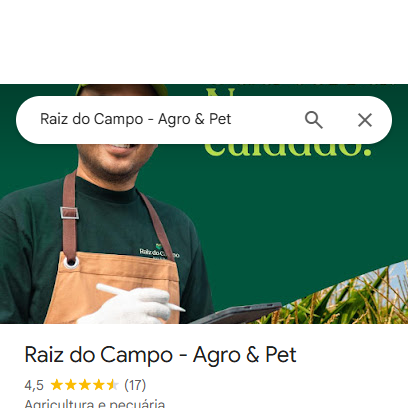 Raiz do Campo - Agro & Pet
cuidado.
Raiz do Campo
Raiz do Campo - Agro & Pet
4,5 (17)
Agricultura e pecuária